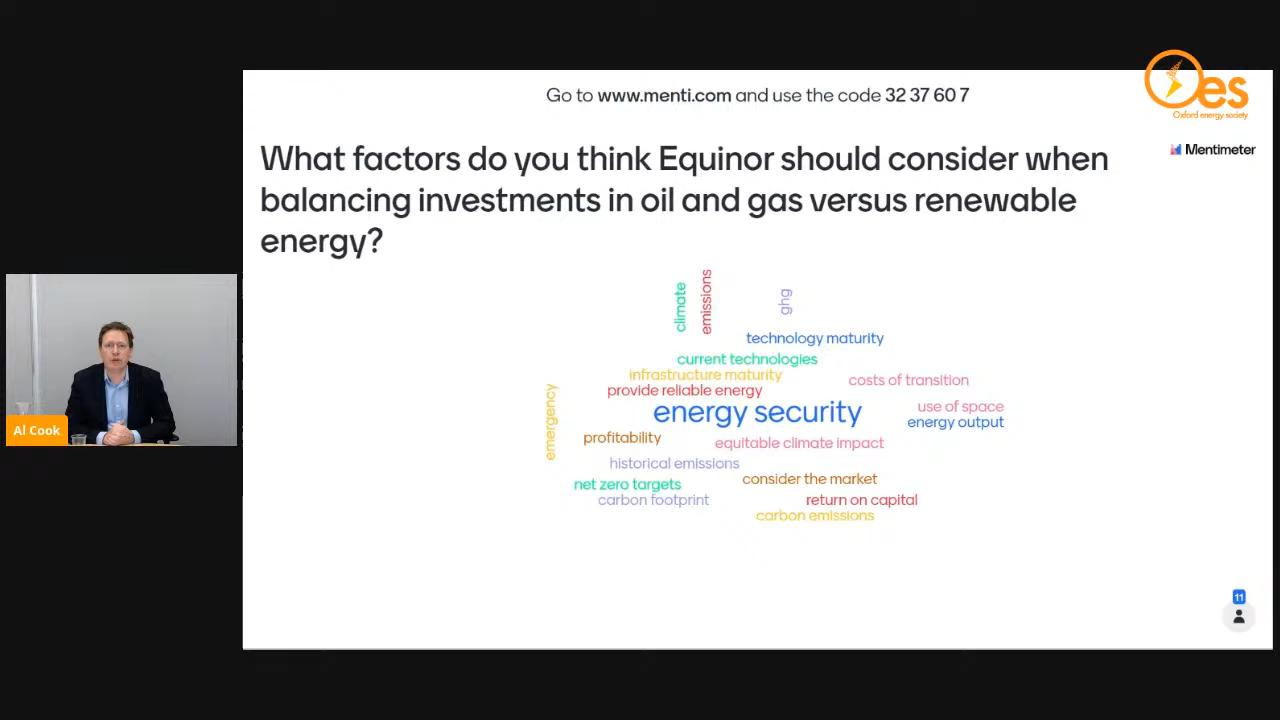 Go to www.menti.com and use the code 32 37 60 7
Oes
Oxford energy society
Mentimeter
What factors do you think Equinor should consider when
balancing investments in oil and gas versus renewable
energy?
climate
emissions
ghg
technology maturity
current technologies
infrastructure maturity
costs of transition
provide reliable energy
emergency
energy security
use of space
energy output
profitability
equitable climate impact
historical emissions
consider the market
net zero targets
carbon footprint
return on capital
carbon emissions
Al Cook
11